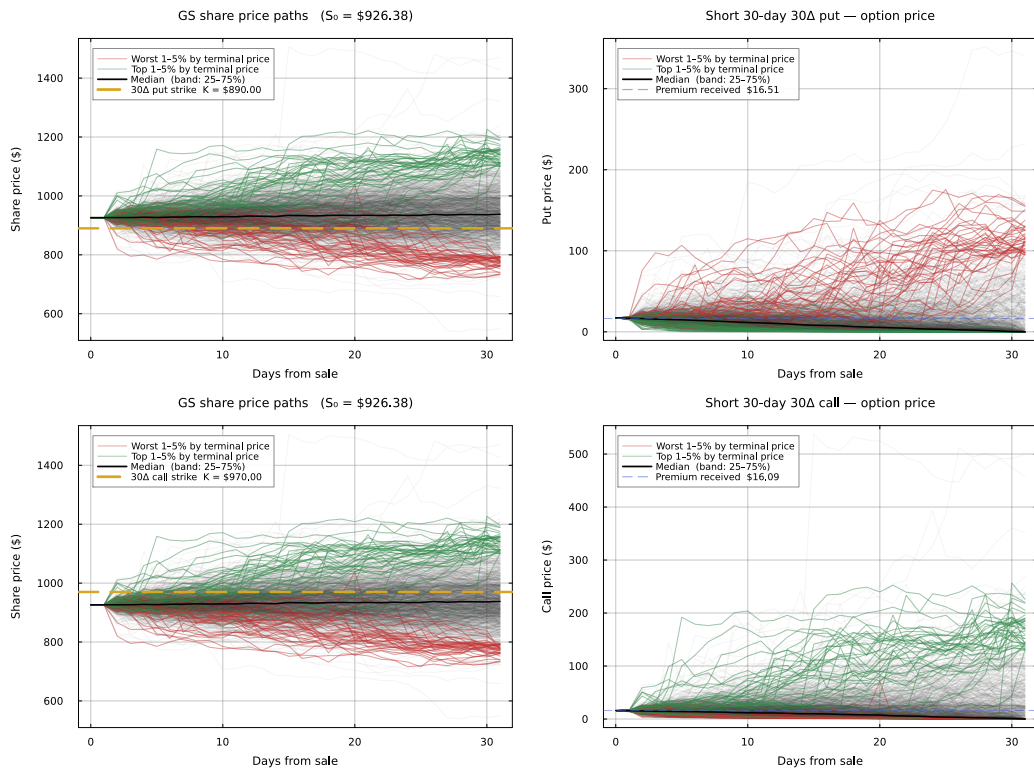 GS share price paths (S₀ = $926.38)
Share price ($)
1400
1200
1000
800
600
Worst 1–5% by terminal price
Top 1–5% by terminal price
Median (band: 25–75%)
30Δ put strike K = $890.00
0
10
20
30
Days from sale
Short 30-day 30Δ put — option price
Put price ($)
300
200
100
0
Worst 1–5% by terminal price
Top 1–5% by terminal price
Median (band: 25–75%)
Premium received $16.51
0
10
20
30
Days from sale
GS share price paths (S₀ = $926.38)
Share price ($)
1400
1200
1000
800
600
Worst 1–5% by terminal price
Top 1–5% by terminal price
Median (band: 25–75%)
30Δ call strike K = $970.00
0
10
20
30
Days from sale
Short 30-day 30Δ call — option price
Call price ($)
500
400
300
200
100
0
Worst 1–5% by terminal price
Top 1–5% by terminal price
Median (band: 25–75%)
Premium received $16.09
0
10
20
30
Days from sale